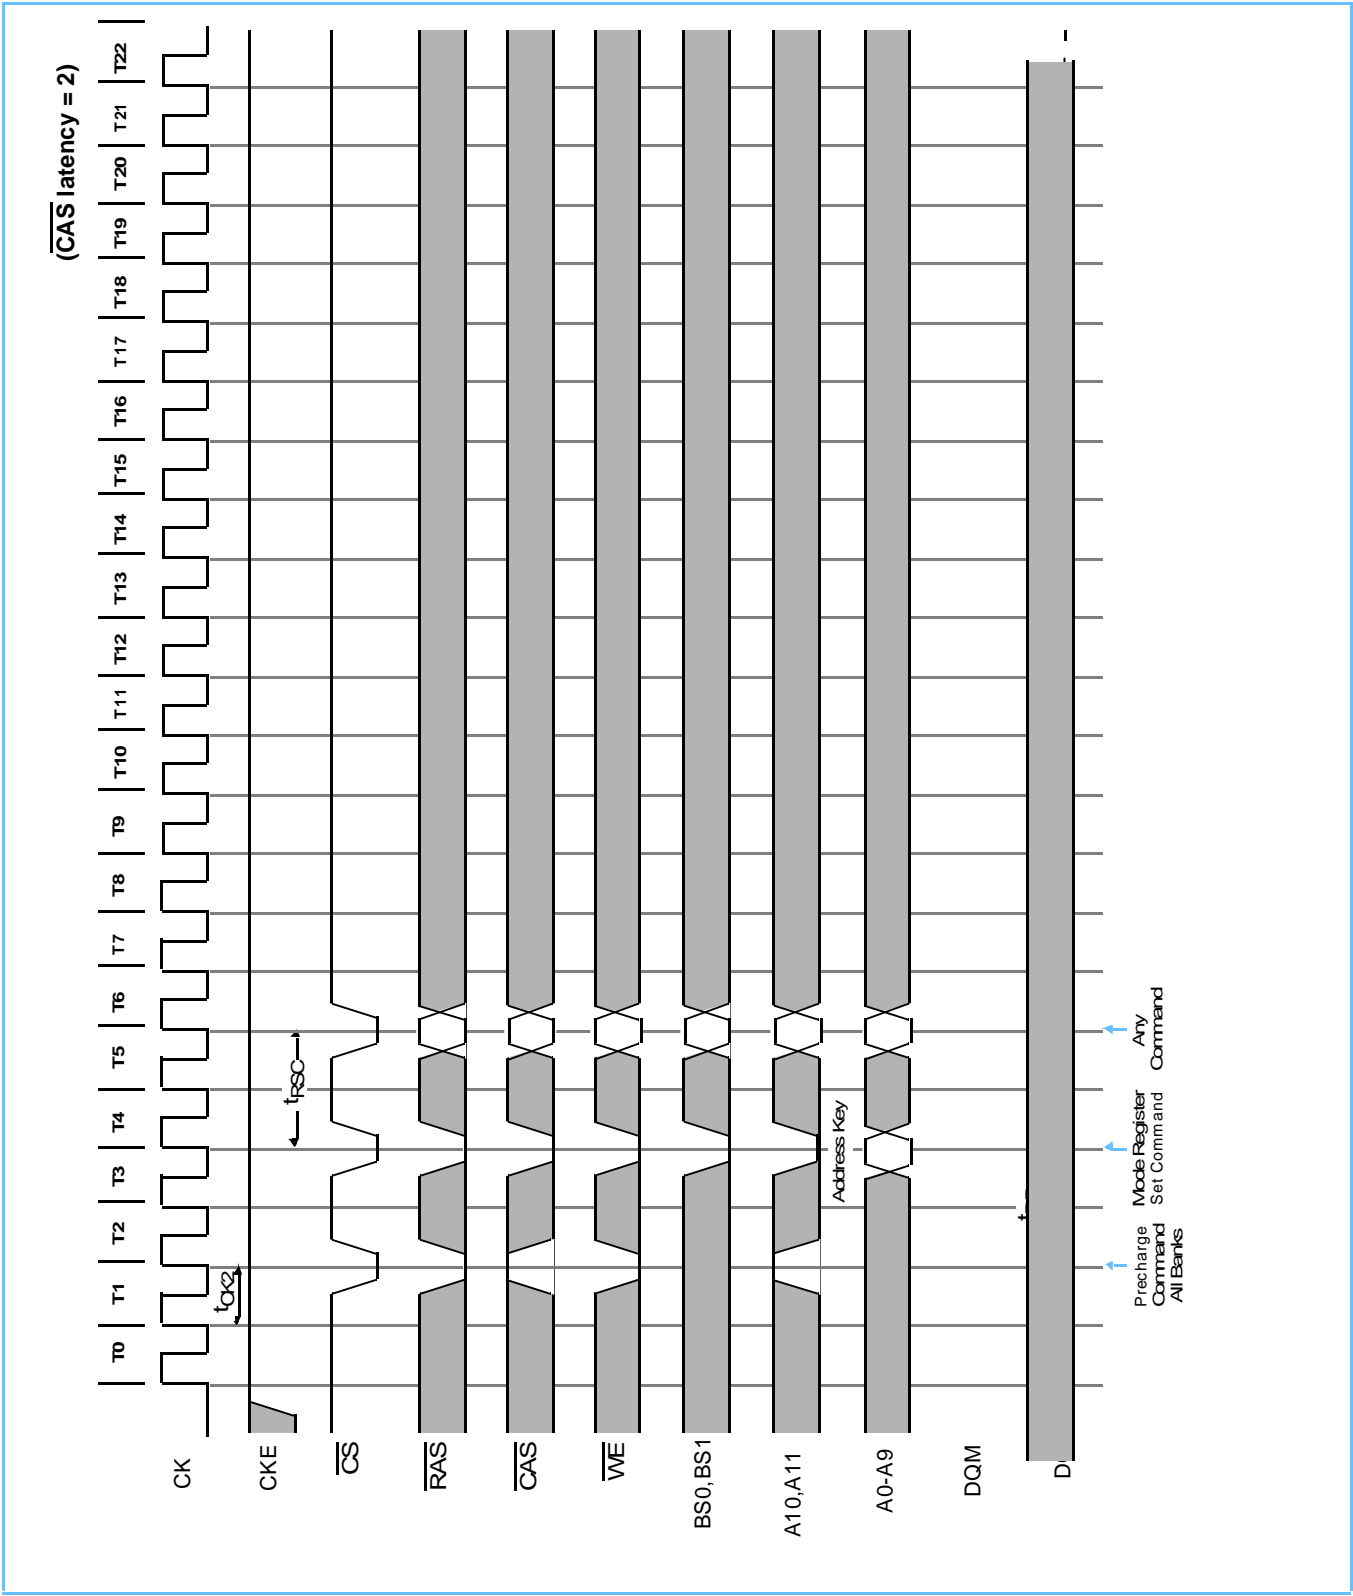 (CAS latency = 2)
T0 T1 T2 T3 T4 T5 T6 T7 T8 T9 T10 T11 T12 T13 T14 T15 T16 T17 T18 T19 T20 T21 T22
CK
tCK2
CKE
tRSC
CS
RAS
CAS
WE
BS0, BS1
A10, A11
Address Key
A0-A9
DQM
Precharge
Command
All Banks
Mode Register
Set Command
Any
Command